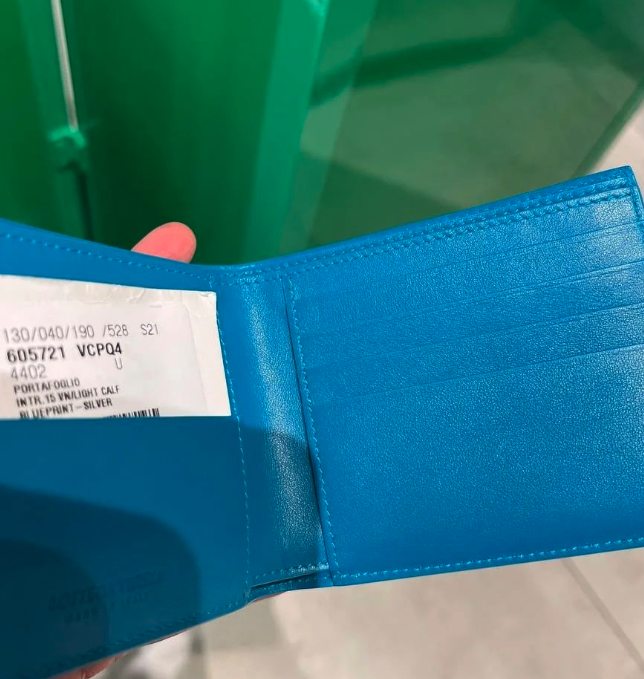 130/040/190 /528 S21
605721 VCPQ4
4402 U
PORTAFOGLIO
INTR.15 VN/LIGHT CALF
BLUEPRINT-SILVER